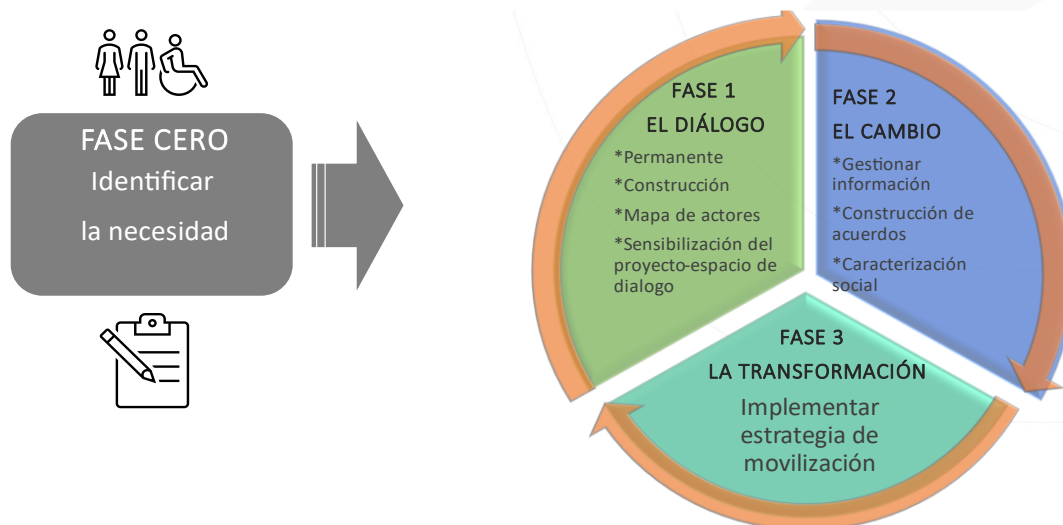 FASE CERO
Identificar
la necesidad
FASE 1
EL DIÁLOGO
*Permanente
*Construcción
*Mapa de actores
*Sensibilización del
proyecto-espacio de
dialogo
FASE 2
EL CAMBIO
*Gestionar
información
*Construcción de
acuerdos
*Caracterización
social
FASE 3
LA TRANSFORMACIÓN
Implementar
estrategia de
movilización